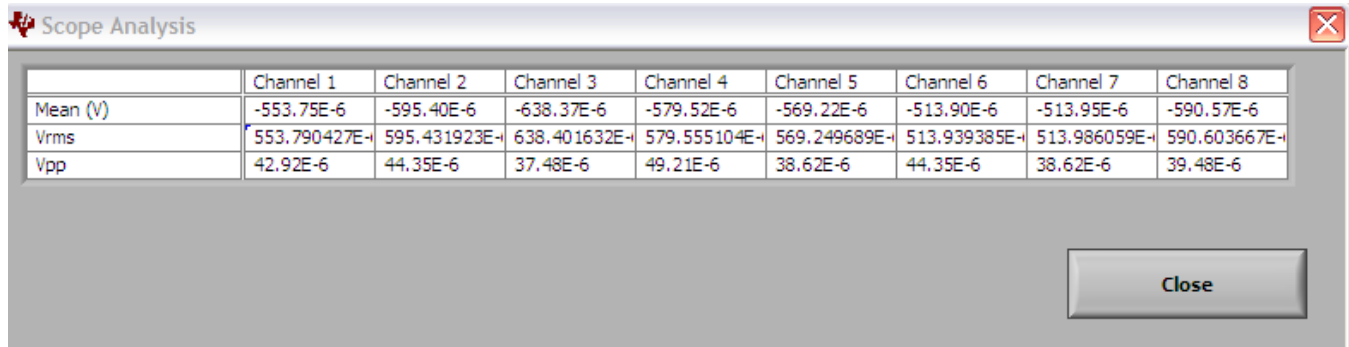 Scope Analysis
Channel 1 Channel 2 Channel 3 Channel 4 Channel 5 Channel 6 Channel 7 Channel 8
Mean (V) -553.75E-6 -595.40E-6 -638.37E-6 -579.52E-6 -569.22E-6 -513.90E-6 -513.95E-6 -590.57E-6
Vrms 553.790427E- 595.431923E- 638.401632E- 579.555104E- 569.249689E- 513.939385E- 513.986059E- 590.603667E-
Vpp 42.92E-6 44.35E-6 37.48E-6 49.21E-6 38.62E-6 44.35E-6 38.62E-6 39.48E-6
Close